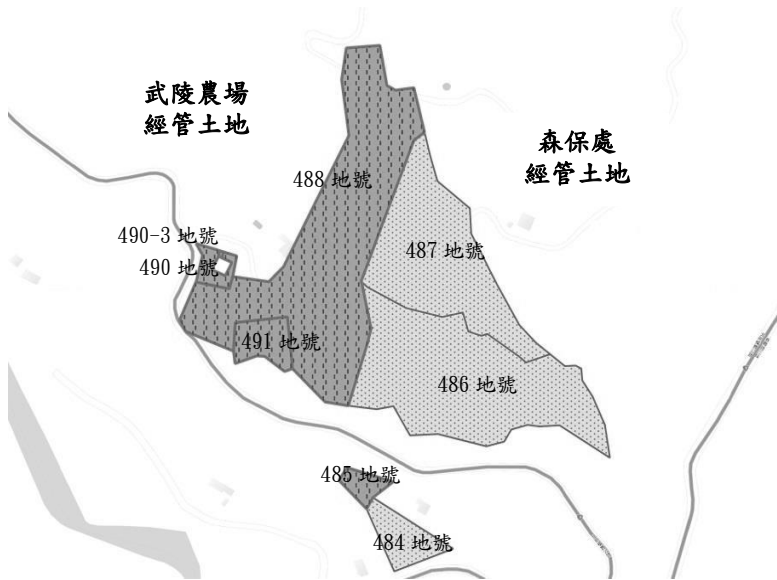 武陵農場
經管土地
森保處
經管土地
488 地號
490-3 地號
487 地號
490 地號
491 地號
486 地號
485 地號
484 地號